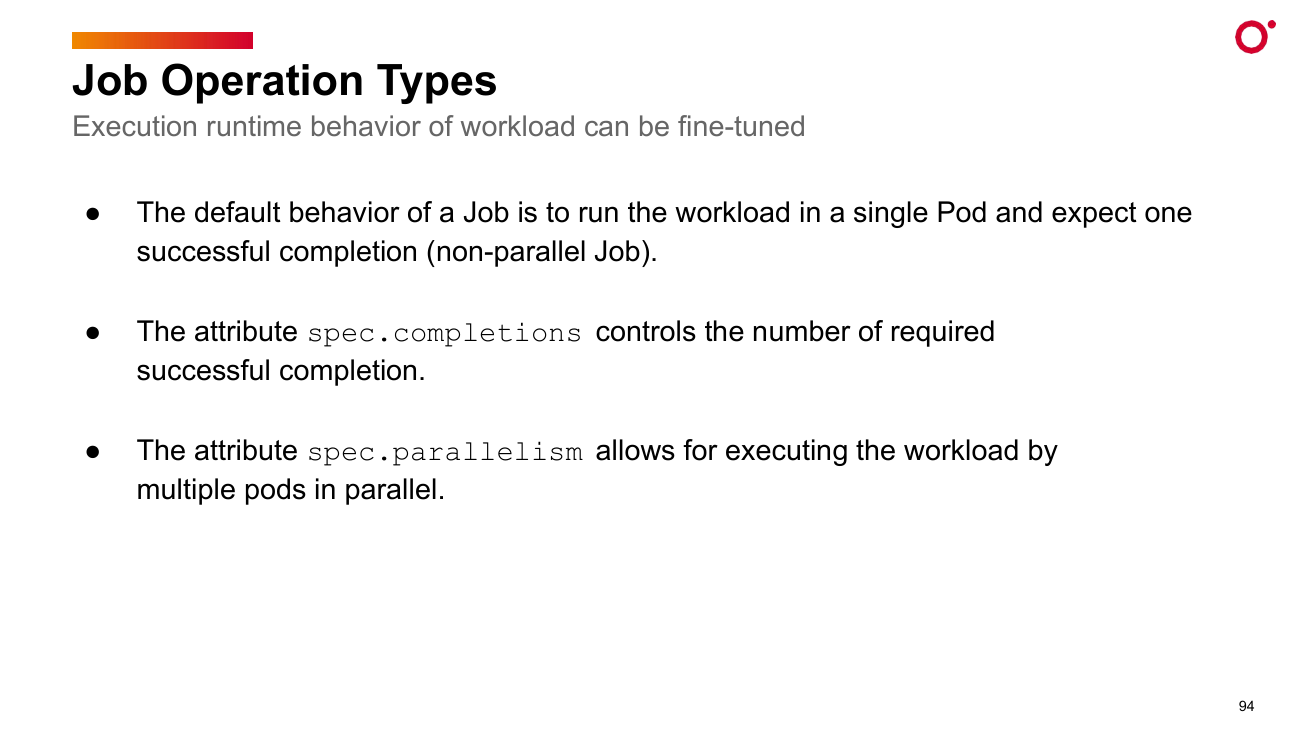 Job Operation Types
Execution runtime behavior of workload can be fine-tuned
● The default behavior of a Job is to run the workload in a single Pod and expect one
successful completion (non-parallel Job).
● The attribute spec.completions controls the number of required
successful completion.
● The attribute spec.parallelism allows for executing the workload by
multiple pods in parallel.
94